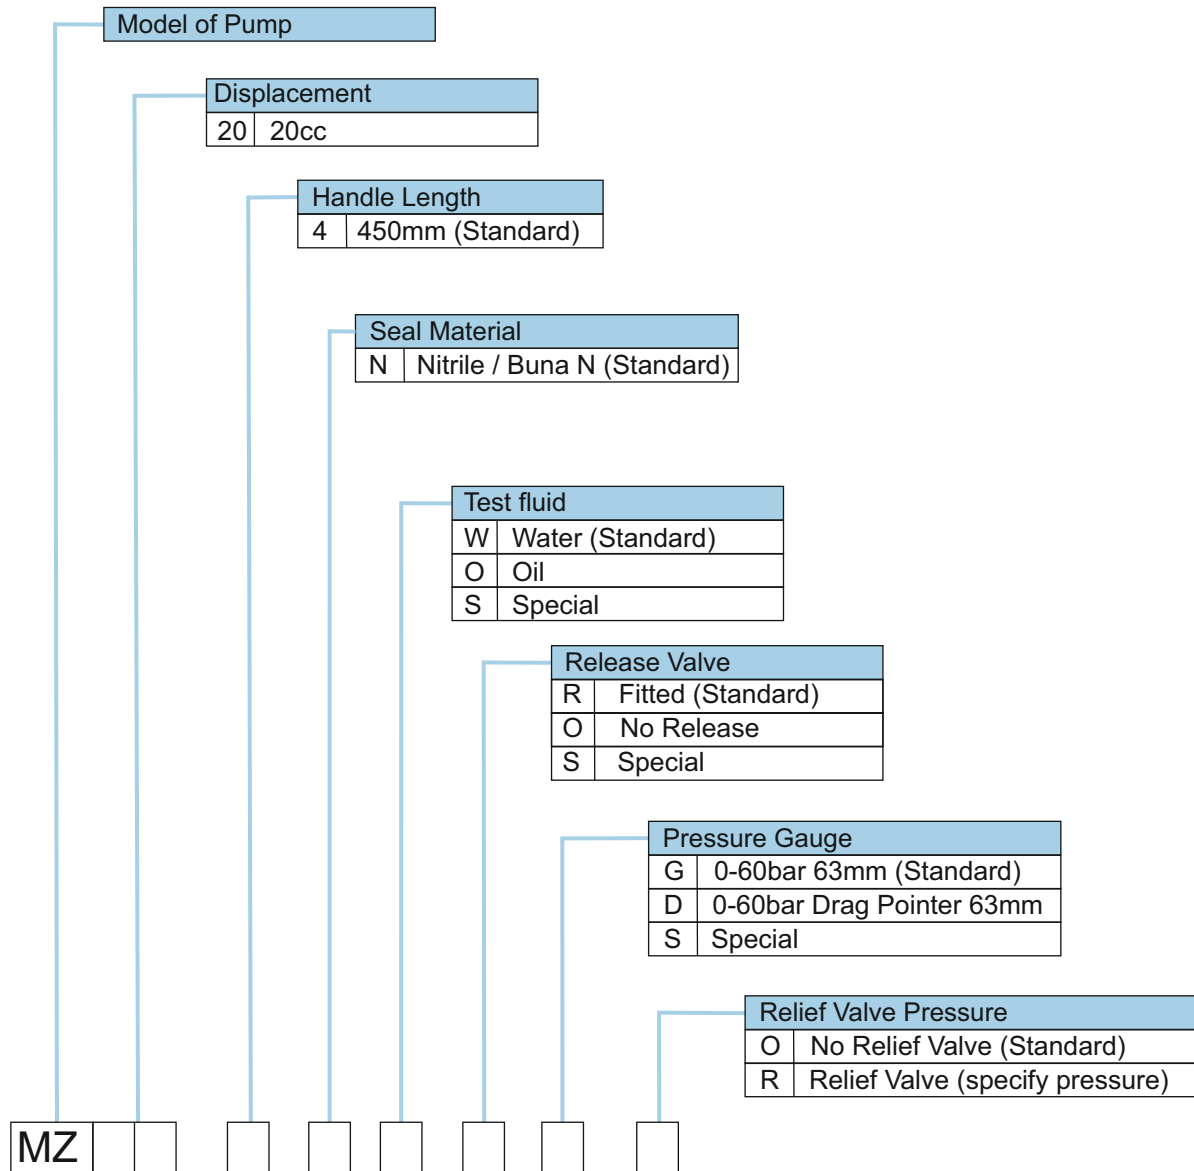 Model of Pump
Displacement
20 20cc
Handle Length
4 450mm (Standard)
Seal Material
N Nitrile / Buna N (Standard)
Test fluid
W Water (Standard)
O Oil
S Special
Release Valve
R Fitted (Standard)
O No Release
S Special
Pressure Gauge
G 0-60bar 63mm (Standard)
D 0-60bar Drag Pointer 63mm
S Special
Relief Valve Pressure
O No Relief Valve (Standard)
R Relief Valve (specify pressure)
MZ